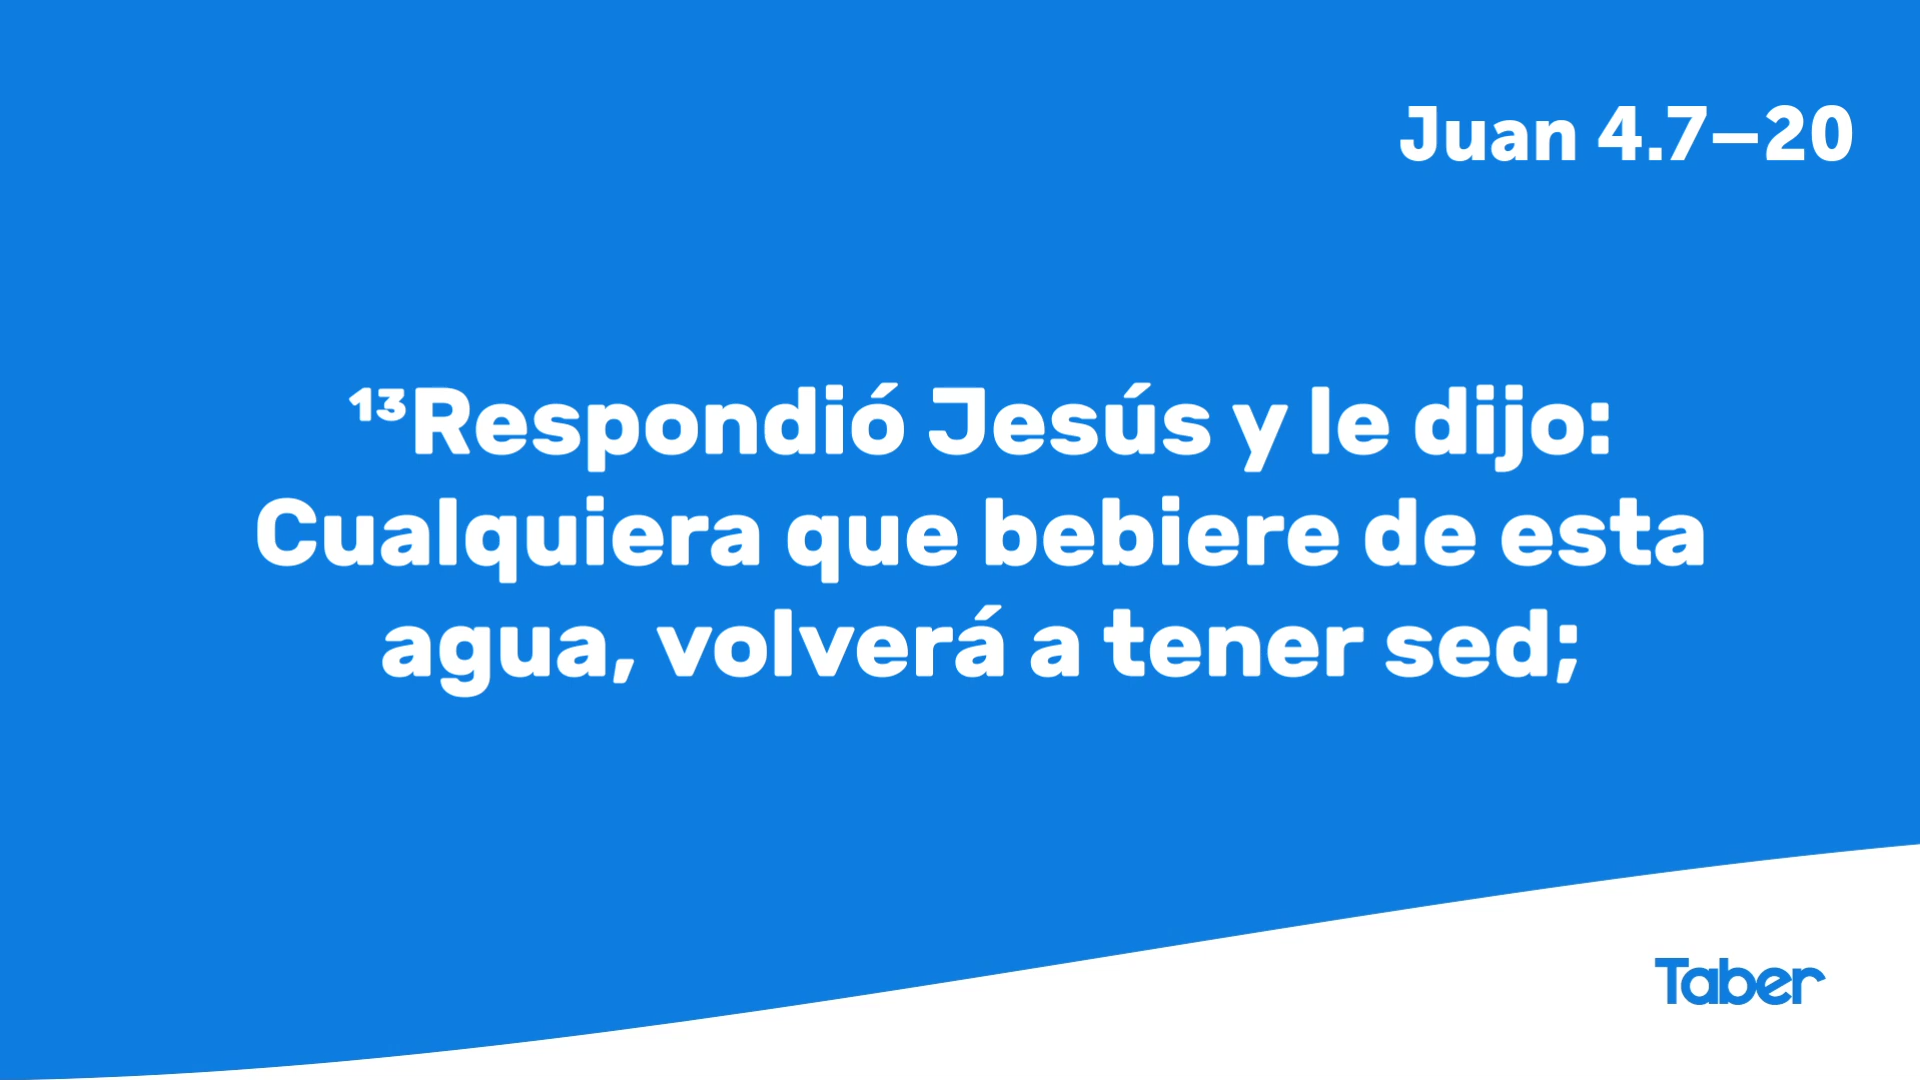 Juan 4.7–20
¹³Respondió Jesús y le dijo:
Cualquiera que bebiere de esta
agua, volverá a tener sed;
Taber